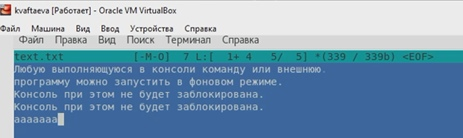 kvaftaeva [Работает] - Oracle VM VirtualBox
Файл Машина Вид Ввод Устройства Справка
Файл Правка Вид Поиск Терминал Справка
text.txt [-M-O] 7 L:[ 1+ 4 5/ 5] *(339 / 339b) <EOF>
Любую выполняющуюся в консоли команду или внешнюю
программу можно запустить в фоновом режиме.
Консоль при этом не будет заблокирована.
Консоль при этом не будет заблокирована.
aaaaaaa